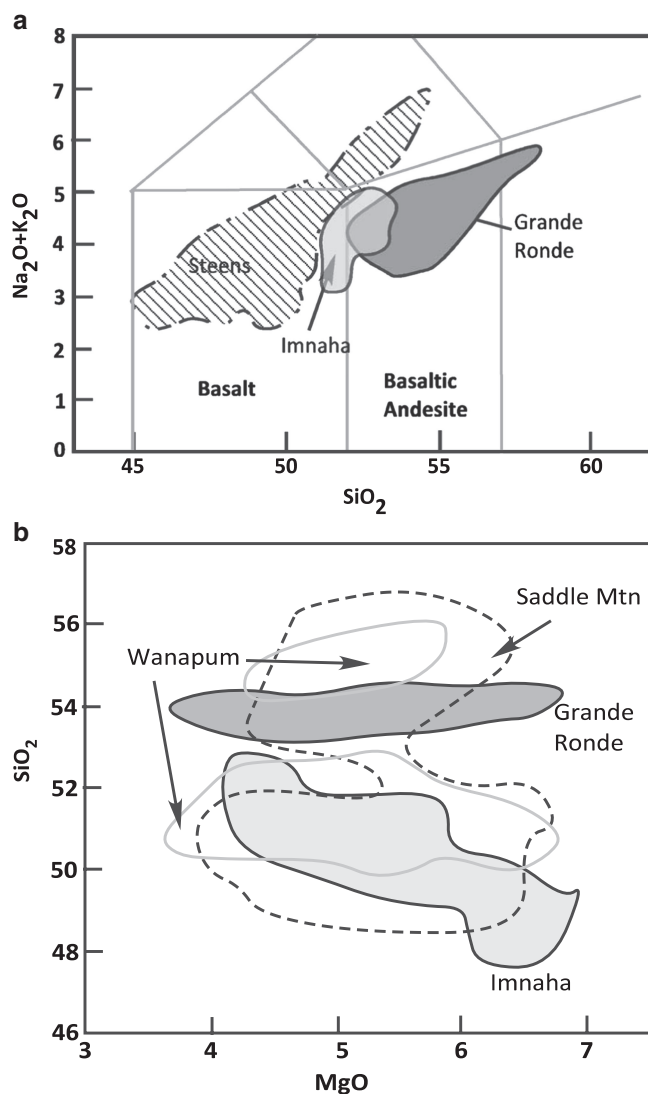 a
8
7
6
5
4
3
2
1
0
Na2O+K2O
Steens
Imnaha
Grande
Ronde
Basalt
Basaltic
Andesite
45
50
55
60
SiO2
b
58
56
54
52
50
48
46
SiO2
Saddle Mtn
Wanapum
Grande
Ronde
Imnaha
3
4
5
6
7
MgO